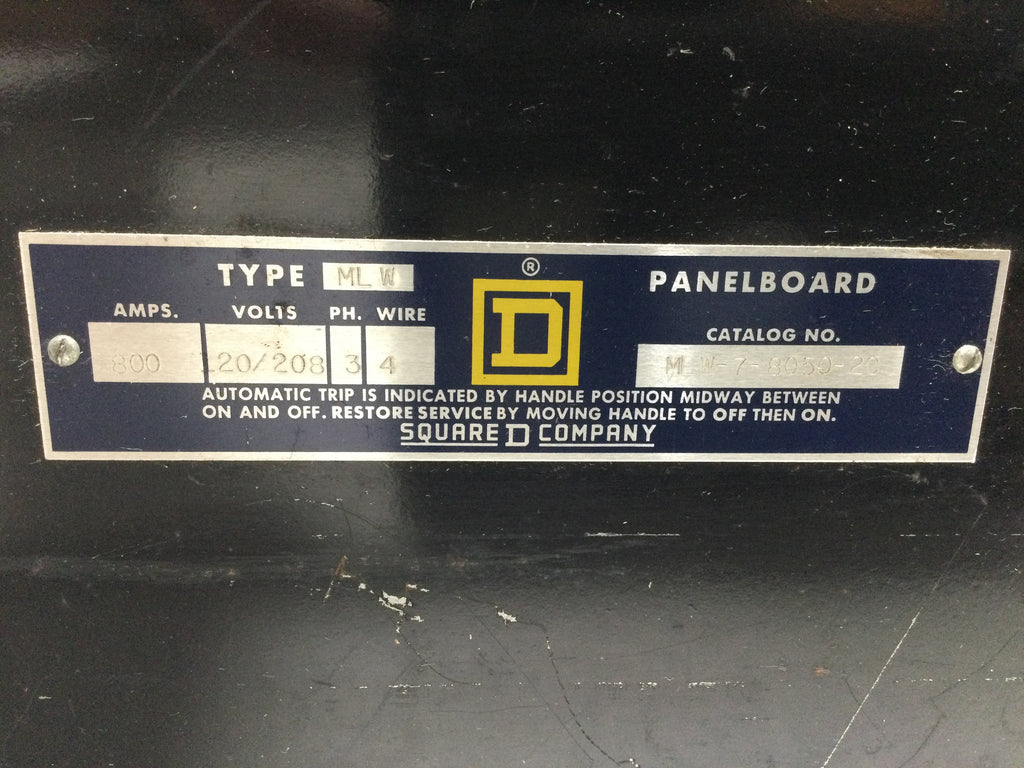 ®
TYPE MLW
PANELBOARD
AMPS. VOLTS PH. WIRE
800 120/208 3 4
D
CATALOG NO.
AUTOMATIC TRIP IS INDICATED BY HANDLE POSITION MIDWAY BETWEEN
ON AND OFF. RESTORE SERVICE BY MOVING HANDLE TO OFF THEN ON.
SQUARE D COMPANY